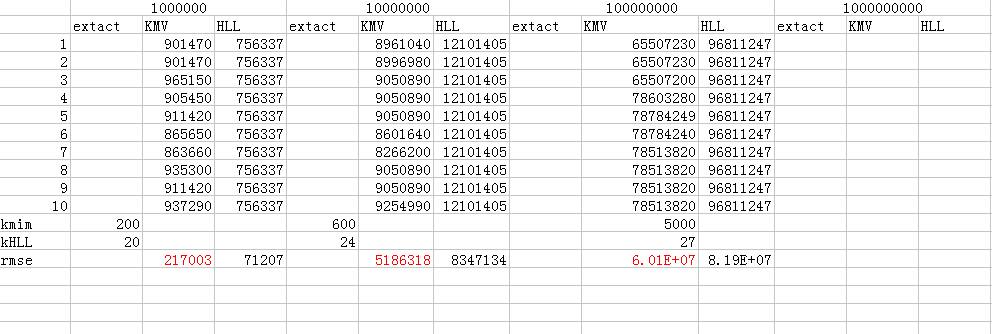 1000000 10000000 100000000 1000000000
extact KMV HLL extact KMV HLL extact KMV HLL extact KMV HLL
1 901470 756337 8961040 12101405 65507230 96811247
2 901470 756337 8996980 12101405 65507230 96811247
3 965150 756337 9050890 12101405 65507200 96811247
4 905450 756337 9050890 12101405 78603280 96811247
5 911420 756337 9050890 12101405 78784249 96811247
6 865650 756337 8601640 12101405 78784240 96811247
7 863660 756337 8266200 12101405 78513820 96811247
8 935300 756337 9050890 12101405 78513820 96811247
9 911420 756337 9050890 12101405 78513820 96811247
10 937290 756337 9254990 12101405 78513820 96811247
kmim 200 600 5000
kHLL 20 24 27
rmse 217003 71207 5186318 8347134 6.01E+07 8.19E+07